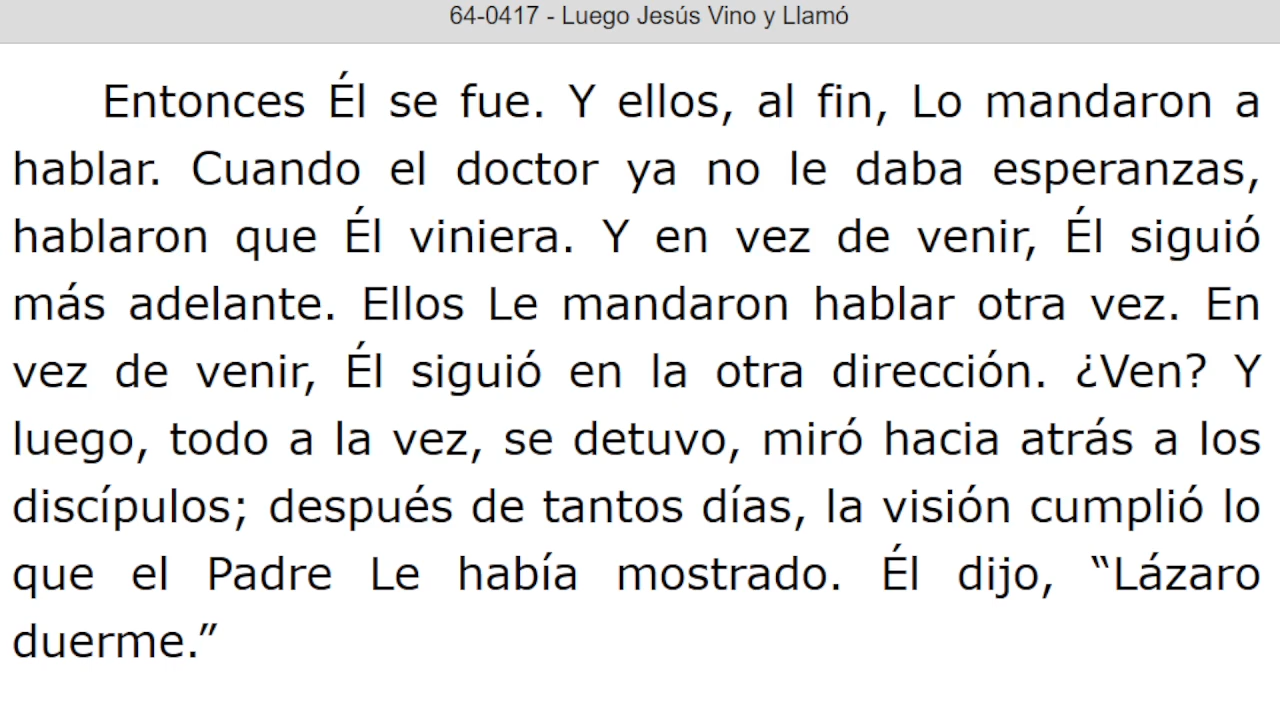 64-0417 - Luego Jesús Vino y Llamó
Entonces Él se fue. Y ellos, al fin, Lo mandaron a
hablar. Cuando el doctor ya no le daba esperanzas,
hablaron que Él viniera. Y en vez de venir, Él siguió
más adelante. Ellos Le mandaron hablar otra vez. En
vez de venir, Él siguió en la otra dirección. ¿Ven? Y
luego, todo a la vez, se detuvo, miró hacia atrás a los
discípulos; después de tantos días, la visión cumplió lo
que el Padre Le había mostrado. Él dijo, “Lázaro
duerme.”